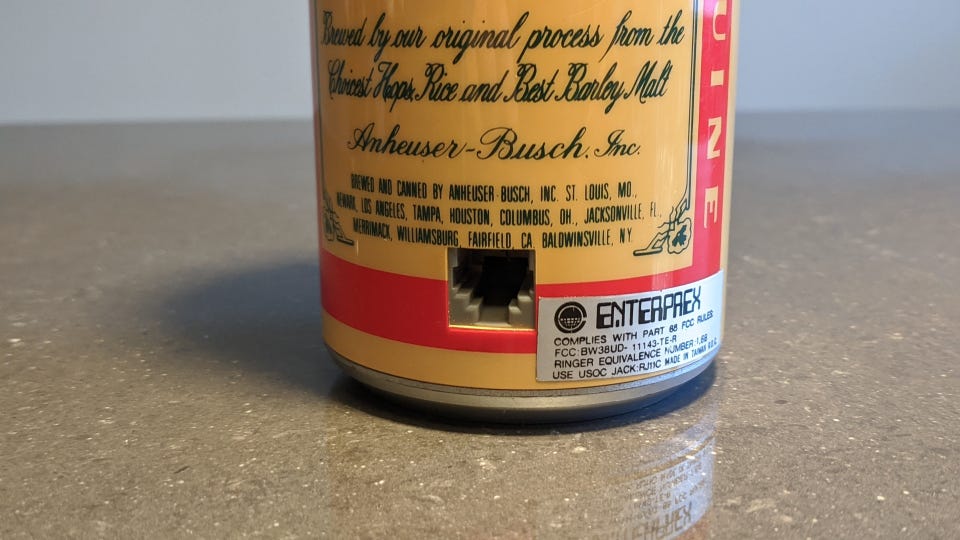 Brewed by our original process from the
Choicest Hops, Rice and Best Barley Malt
Anheuser-Busch, Inc.
BREWED AND CANNED BY ANHEUSER-BUSCH, INC. ST. LOUIS, MO.,
NEWARK, LOS ANGELES, TAMPA, HOUSTON, COLUMBUS, OH., JACKSONVILLE, FL.,
MERRIMACK, WILLIAMSBURG, FAIRFIELD, CA. BALDWINSVILLE, N.Y.
UINE
ENTERPREX
COMPLIES WITH PART 68 FCC RULES
FCC:BW38UD- 11143-TE-R
RINGER EQUIVALENCE NUMBER:1.6B
USE USOC JACK:RJ11C MADE IN TAIWAN R.O.C.